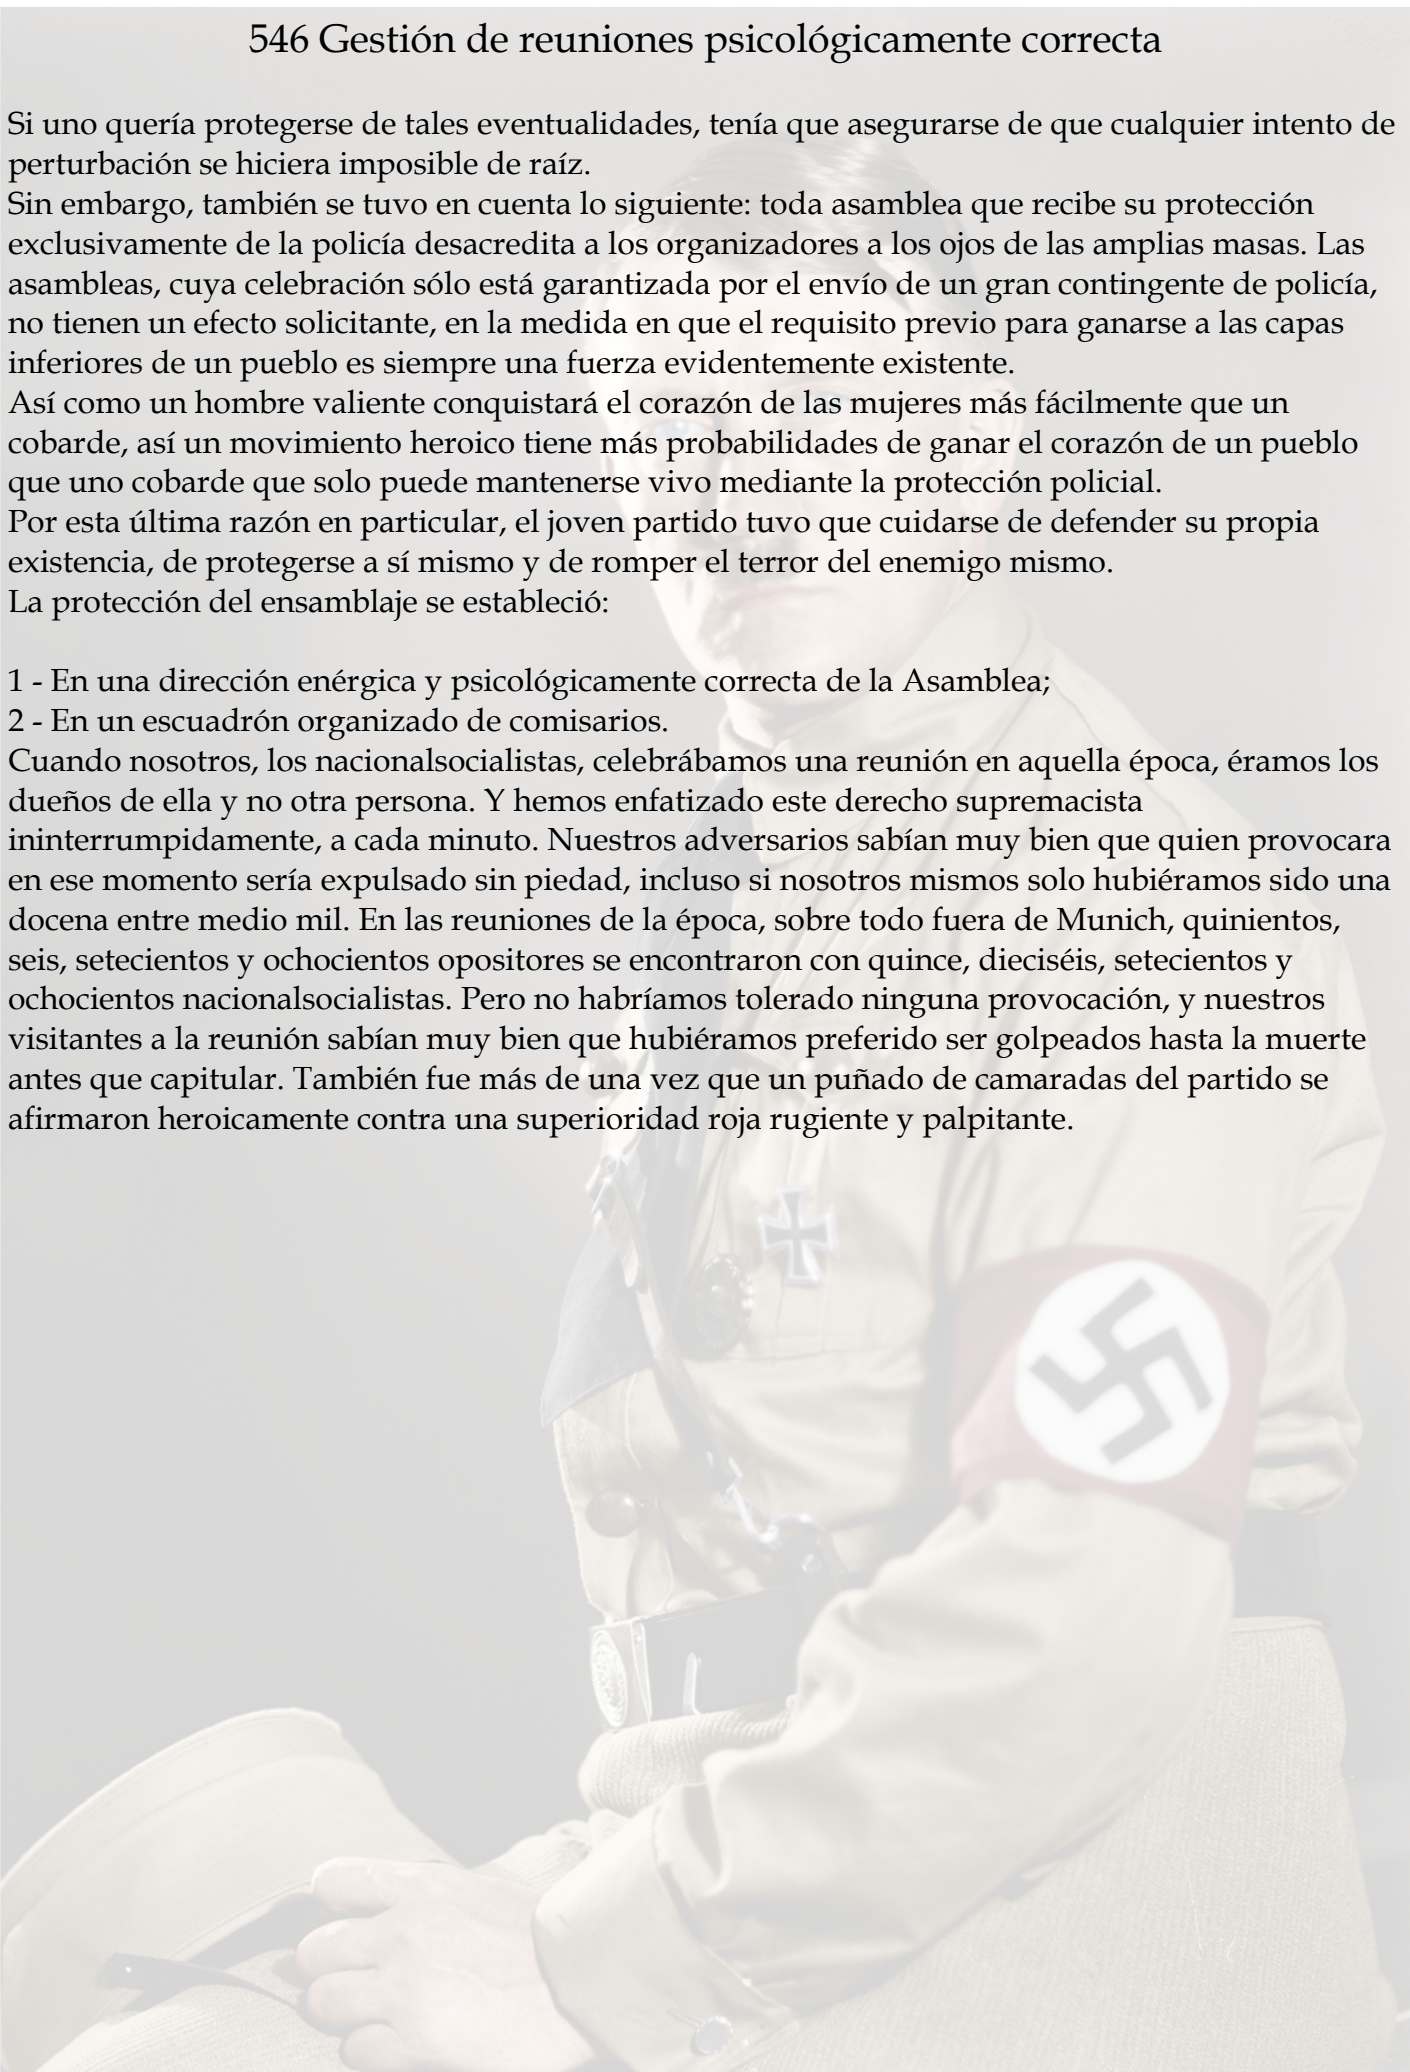 546 Gestión de reuniones psicológicamente correcta
Si uno quería protegerse de tales eventualidades, tenía que asegurarse de que cualquier intento de
perturbación se hiciera imposible de raíz.
Sin embargo, también se tuvo en cuenta lo siguiente: toda asamblea que recibe su protección
exclusivamente de la policía desacredita a los organizadores a los ojos de las amplias masas. Las
asambleas, cuya celebración sólo está garantizada por el envío de un gran contingente de policía,
no tienen un efecto solicitante, en la medida en que el requisito previo para ganarse a las capas
inferiores de un pueblo es siempre una fuerza evidentemente existente.
Así como un hombre valiente conquistará el corazón de las mujeres más fácilmente que un
cobarde, así un movimiento heroico tiene más probabilidades de ganar el corazón de un pueblo
que uno cobarde que solo puede mantenerse vivo mediante la protección policial.
Por esta última razón en particular, el joven partido tuvo que cuidarse de defender su propia
existencia, de protegerse a sí mismo y de romper el terror del enemigo mismo.
La protección del ensamblaje se estableció:
1 - En una dirección enérgica y psicológicamente correcta de la Asamblea;
2 - En un escuadrón organizado de comisarios.
Cuando nosotros, los nacionalsocialistas, celebrábamos una reunión en aquella época, éramos los
dueños de ella y no otra persona. Y hemos enfatizado este derecho supremacista
ininterrumpidamente, a cada minuto. Nuestros adversarios sabían muy bien que quien provocara
en ese momento sería expulsado sin piedad, incluso si nosotros mismos solo hubiéramos sido una
docena entre medio mil. En las reuniones de la época, sobre todo fuera de Munich, quinientos,
seis, setecientos y ochocientos opositores se encontraron con quince, dieciséis, setecientos y
ochocientos nacionalsocialistas. Pero no habríamos tolerado ninguna provocación, y nuestros
visitantes a la reunión sabían muy bien que hubiéramos preferido ser golpeados hasta la muerte
antes que capitular. También fue más de una vez que un puñado de camaradas del partido se
afirmaron heroicamente contra una superioridad roja rugiente y palpitante.